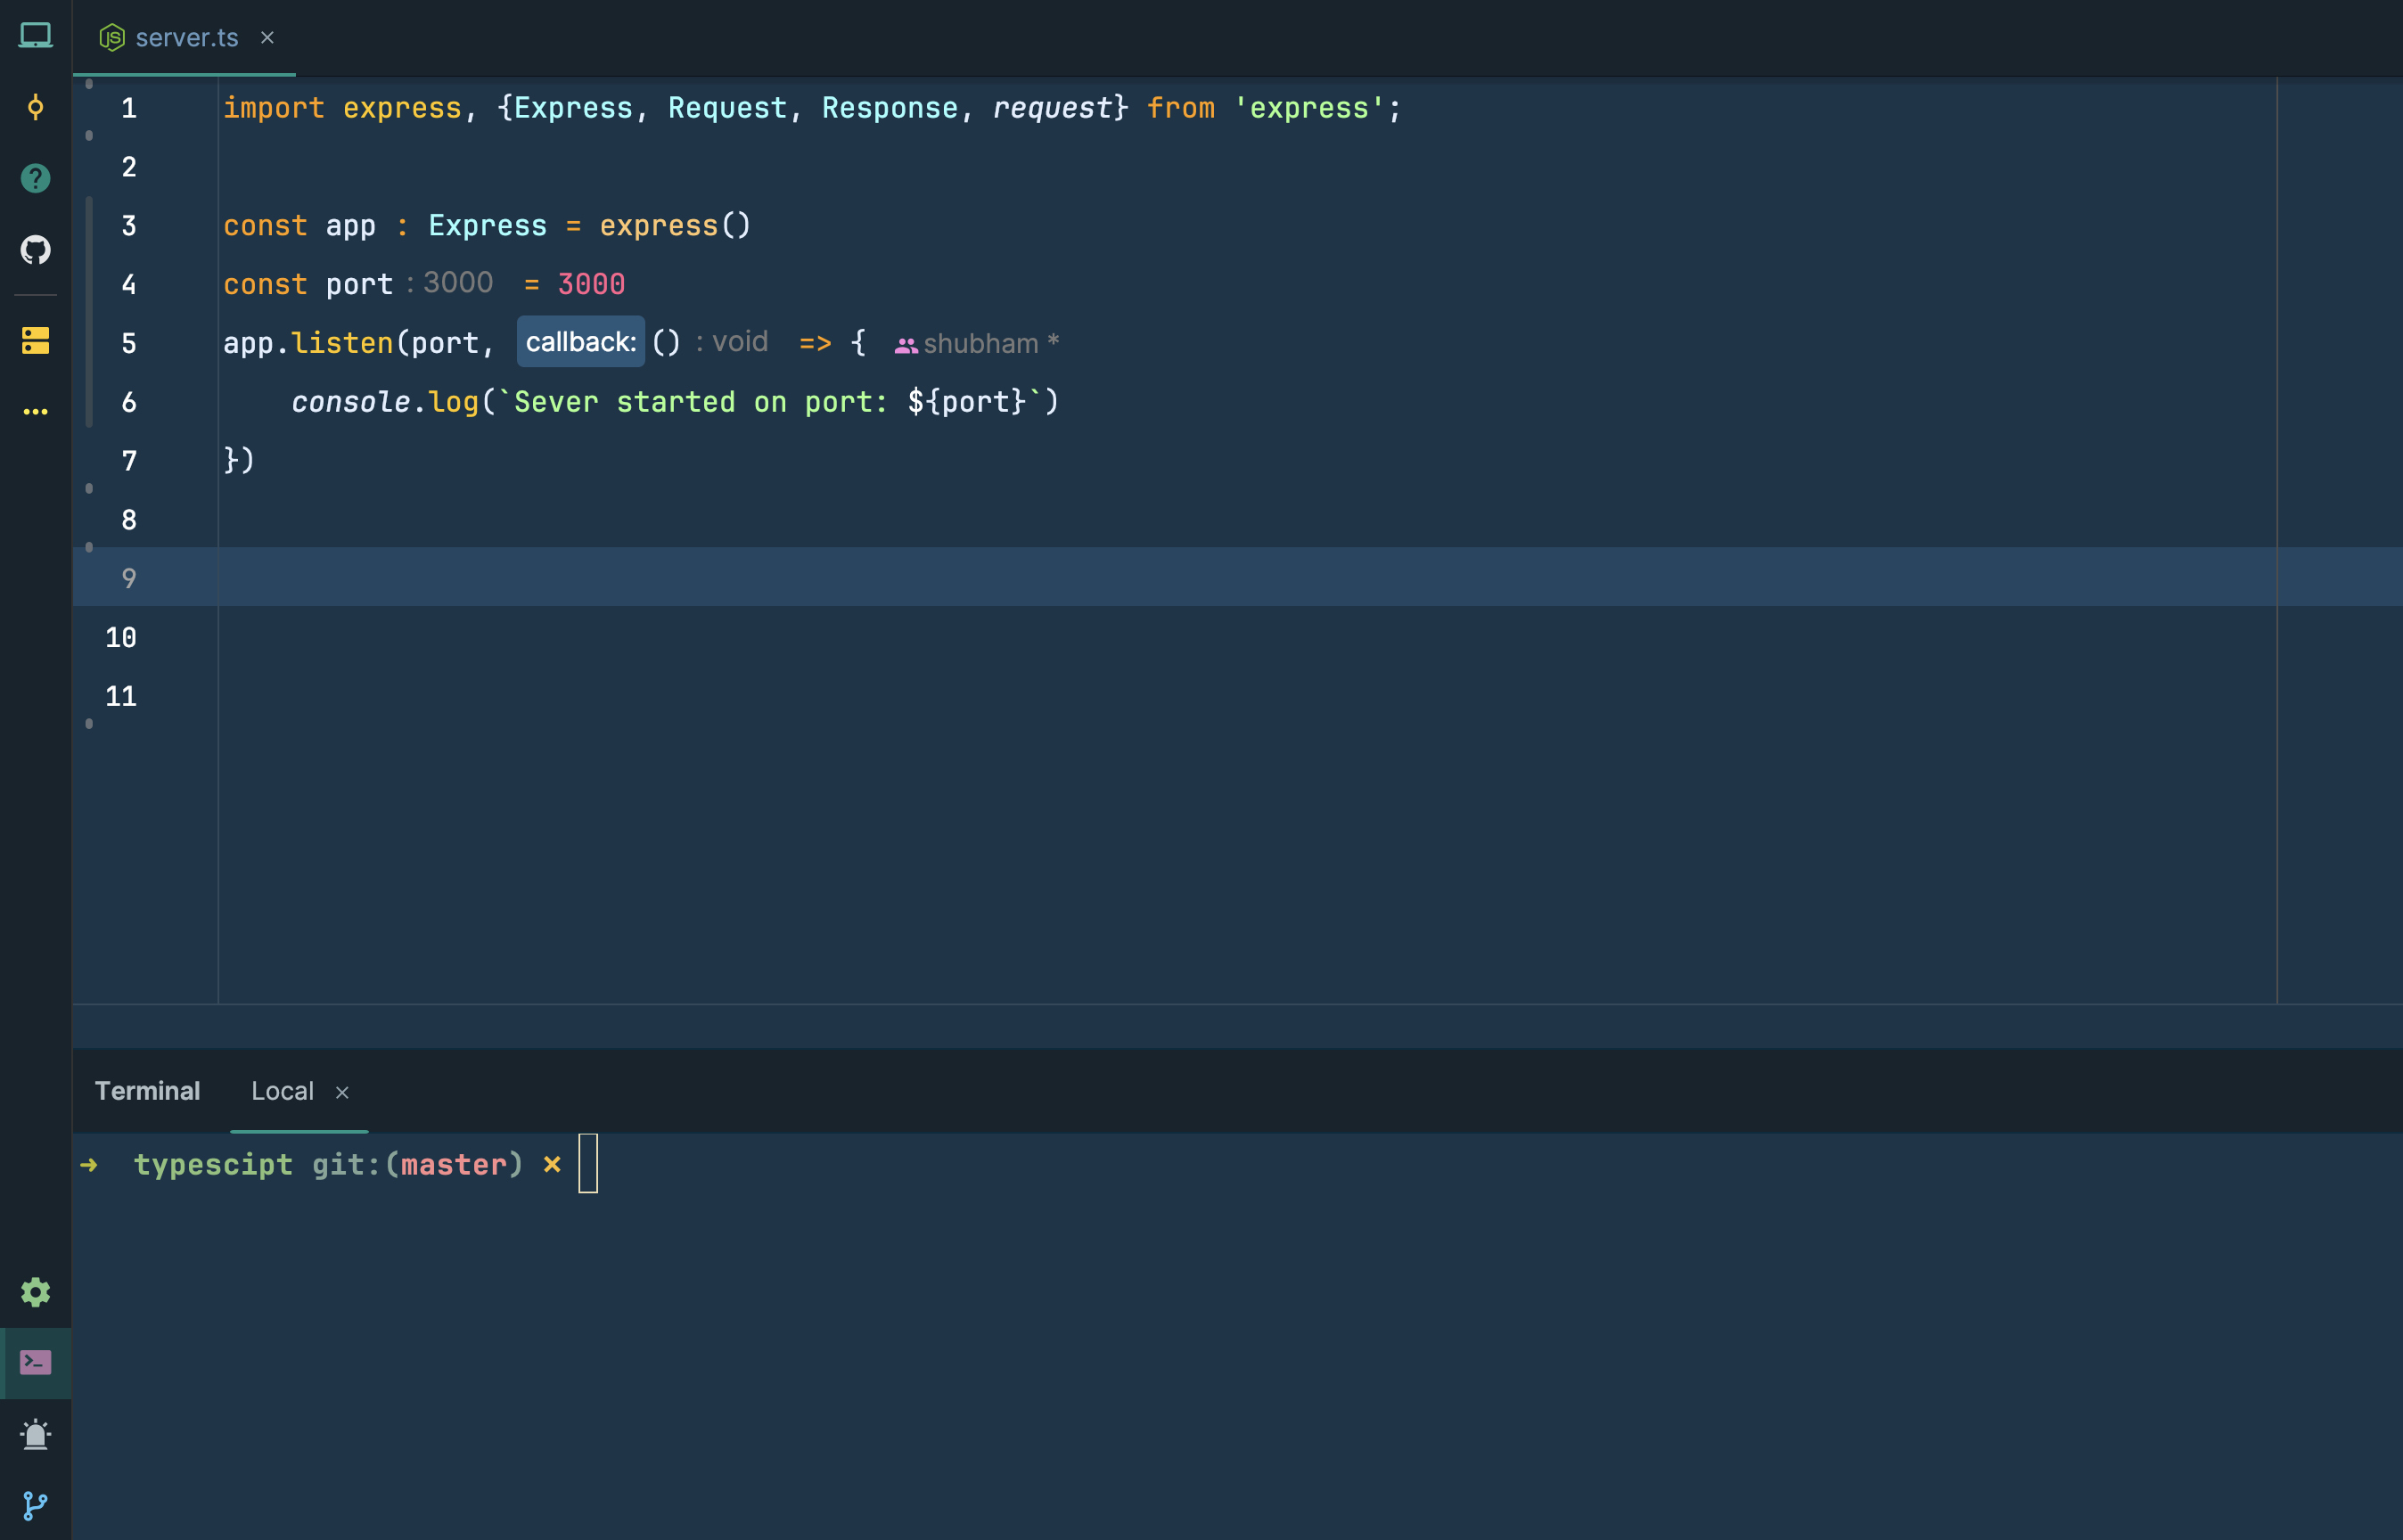 server.ts ×
1 import express, {Express, Request, Response, request} from 'express';
2
3 const app : Express = express()
4 const port : 3000 = 3000
5 app.listen(port, callback: () : void => { shubham *
6 console.log(`Sever started on port: ${port}`)
7 })
8
9
10
11
Terminal Local ×
➜ typescipt git:(master) ✗